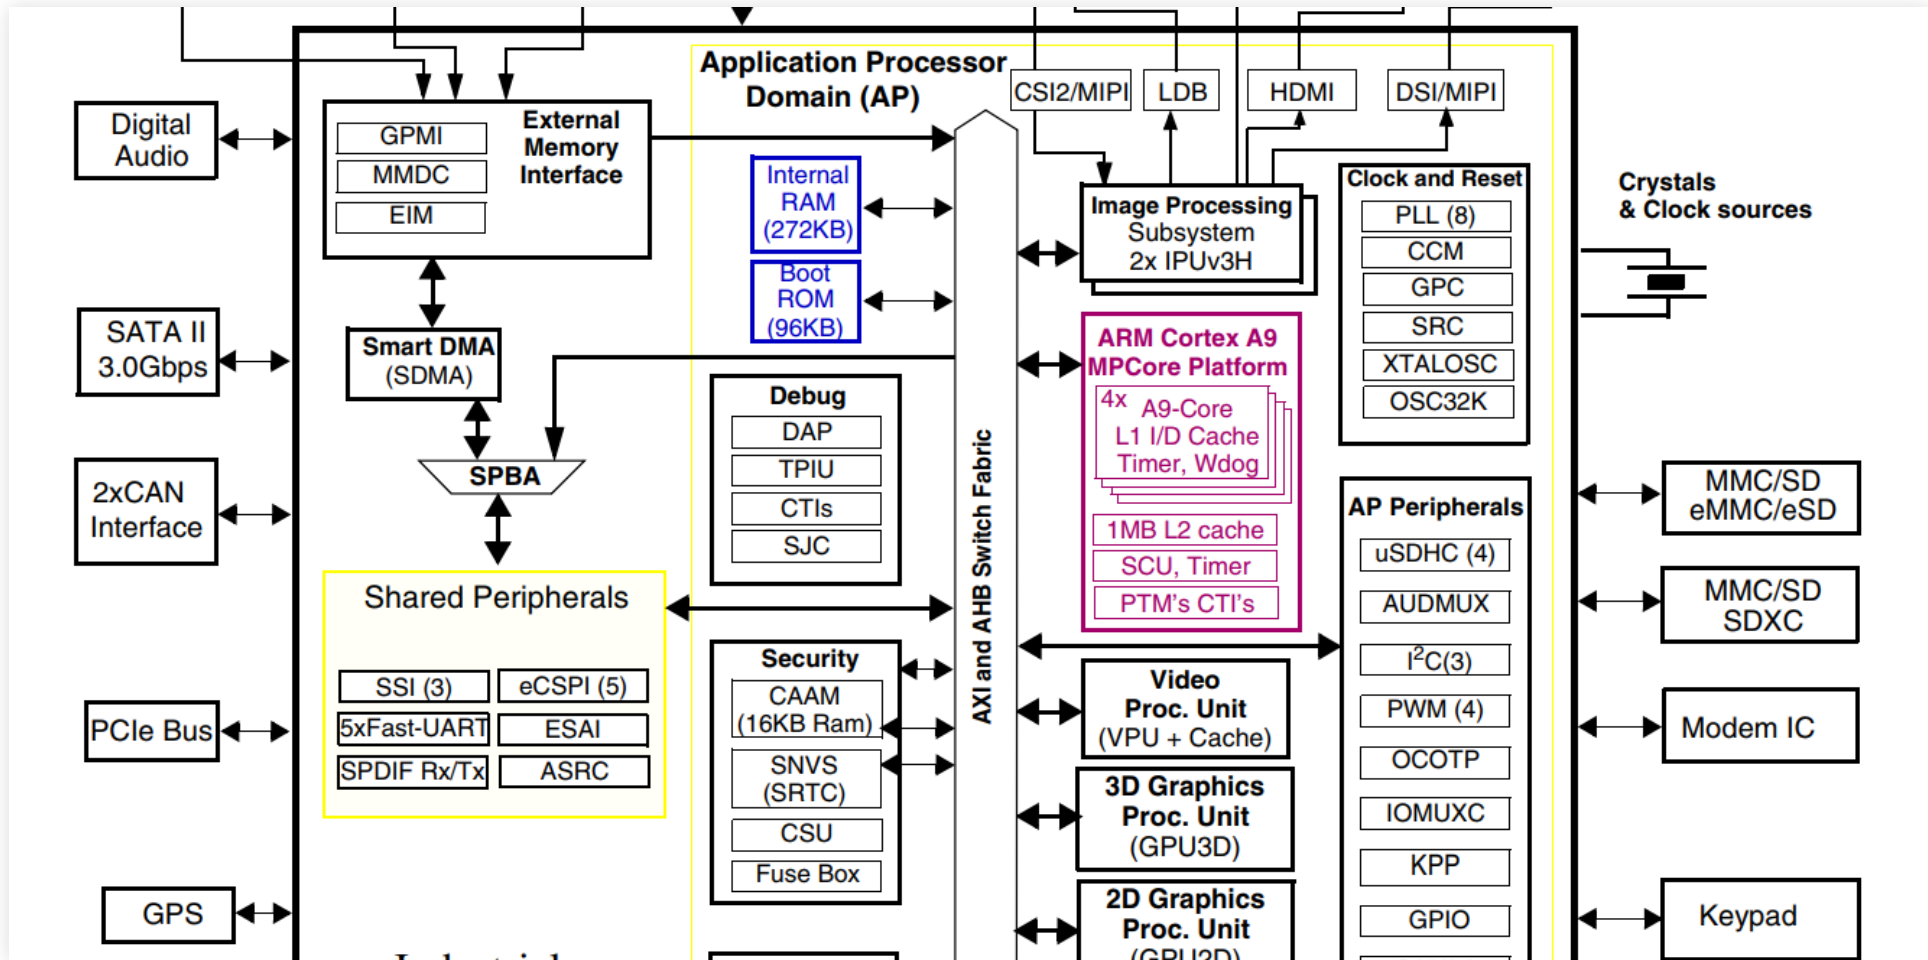 Digital
Audio
SATA II
3.0Gbps
2xCAN
Interface
PCIe Bus
GPS
External
Memory
Interface
GPMI
MMDC
EIM
Smart DMA
(SDMA)
SPBA
Shared Peripherals
SSI (3)
eCSPI (5)
5xFast-UART
ESAI
SPDIF Rx/Tx
ASRC
Application Processor
Domain (AP)
Internal
RAM
(272KB)
Boot
ROM
(96KB)
Debug
DAP
TPIU
CTIs
SJC
Security
CAAM
(16KB Ram)
SNVS
(SRTC)
CSU
Fuse Box
AXI and AHB Switch Fabric
CSI2/MIPI
LDB
HDMI
DSI/MIPI
Image Processing
Subsystem
2x IPUv3H
ARM Cortex A9
MPCore Platform
4x
A9-Core
L1 I/D Cache
Timer, Wdog
1MB L2 cache
SCU, Timer
PTM's CTI's
Video
Proc. Unit
(VPU + Cache)
3D Graphics
Proc. Unit
(GPU3D)
2D Graphics
Proc. Unit
(GPU2D)
Clock and Reset
PLL (8)
CCM
GPC
SRC
XTALOSC
OSC32K
AP Peripherals
uSDHC (4)
AUDMUX
I²C(3)
PWM (4)
OCOTP
IOMUXC
KPP
GPIO
Crystals
& Clock sources
MMC/SD
eMMC/eSD
MMC/SD
SDXC
Modem IC
Keypad